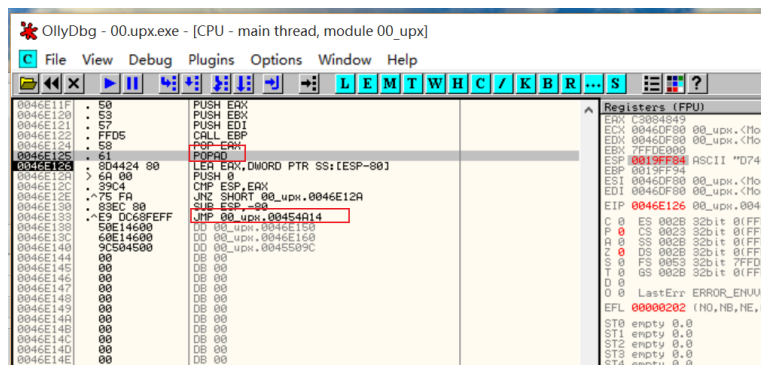 OllyDbg - 00.upx.exe - [CPU - main thread, module 00_upx]
C File View Debug Plugins Options Window Help
L E M T W H C / K B R ... S ?
0046E11F . 50 PUSH EAX
0046E120 . 53 PUSH EBX
0046E121 . 57 PUSH EDI
0046E122 . FFD5 CALL EBP
0046E124 . 58 POP EAX
0046E125 . 61 POPAD
0046E126 . 8D4424 80 LEA EAX,DWORD PTR SS:[ESP-80]
0046E12A > 6A 00 PUSH 0
0046E12C . 39C4 CMP ESP,EAX
0046E12E .^75 FA JNZ SHORT 00_upx.0046E12A
0046E130 . 83EC 80 SUB ESP,-80
0046E133 .^E9 DC68FEFF JMP 00_upx.00454A14
0046E138 50E14600 DD 00_upx.0046E150
0046E13C 60E14600 DD 00_upx.0046E160
0046E140 9C504500 DD 00_upx.0045509C
0046E144 00 DB 00
0046E145 00 DB 00
0046E146 00 DB 00
0046E147 00 DB 00
0046E148 00 DB 00
0046E149 00 DB 00
0046E14A 00 DB 00
0046E14B 00 DB 00
0046E14C 00 DB 00
0046E14D 00 DB 00
0046E14E 00 DB 00
Registers (FPU)
EAX C3084849
ECX 0046DF80 00_upx.<Mo
EDX 0046DF80 00_upx.<Mo
EBX 7FFDE000
ESP 0019FF84 ASCII "D74
EBP 0019FF94
ESI 0046DF80 00_upx.<Mo
EDI 0046DF80 00_upx.<Mo
EIP 0046E126 00_upx.004
C 0 ES 002B 32bit 0(FF
P 0 CS 0023 32bit 0(FF
A 0 SS 002B 32bit 0(FF
Z 0 DS 002B 32bit 0(FF
S 0 FS 0053 32bit 7FFD
T 0 GS 002B 32bit 0(FF
D 0
O 0 LastErr ERROR_ENVV
EFL 00000202 (NO,NB,NE,
ST0 empty 0.0
ST1 empty 0.0
ST2 empty 0.0
ST3 empty 0.0